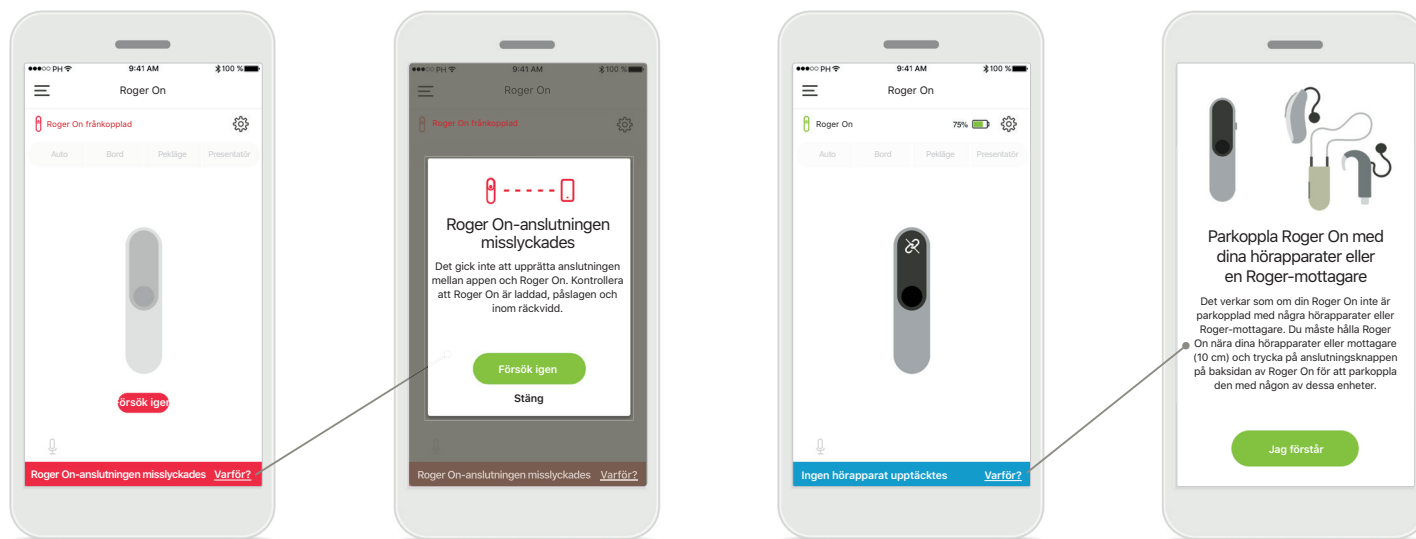 PH 9:41 AM 100 %
Roger On
Roger On frånkopplad
Auto Bord Pekläge Presentatör
Försök igen
Roger On-anslutningen misslyckades Varför?
PH 9:41 AM 100 %
Roger On
Roger On frånkopplad
Roger On-anslutningen
misslyckades
Det gick inte att upprätta anslutningen
mellan appen och Roger On. Kontrollera
att Roger On är laddad, påslagen och
inom räckvidd.
Försök igen
Stäng
Roger On-anslutningen misslyckades Varför?
PH 9:41 AM 100 %
Roger On
Roger On 75%
Auto Bord Pekläge Presentatör
Ingen hörapparat upptäcktes Varför?
Parkoppla Roger On med
dina hörapparater eller
en Roger-mottagare
Det verkar som om din Roger On inte är
parkopplad med några hörapparater eller
Roger-mottagare. Du måste hålla Roger
On nära dina hörapparater eller mottagare
(10 cm) och trycka på anslutningsknappen
på baksidan av Roger On för att parkoppla
den med någon av dessa enheter.
Jag förstår